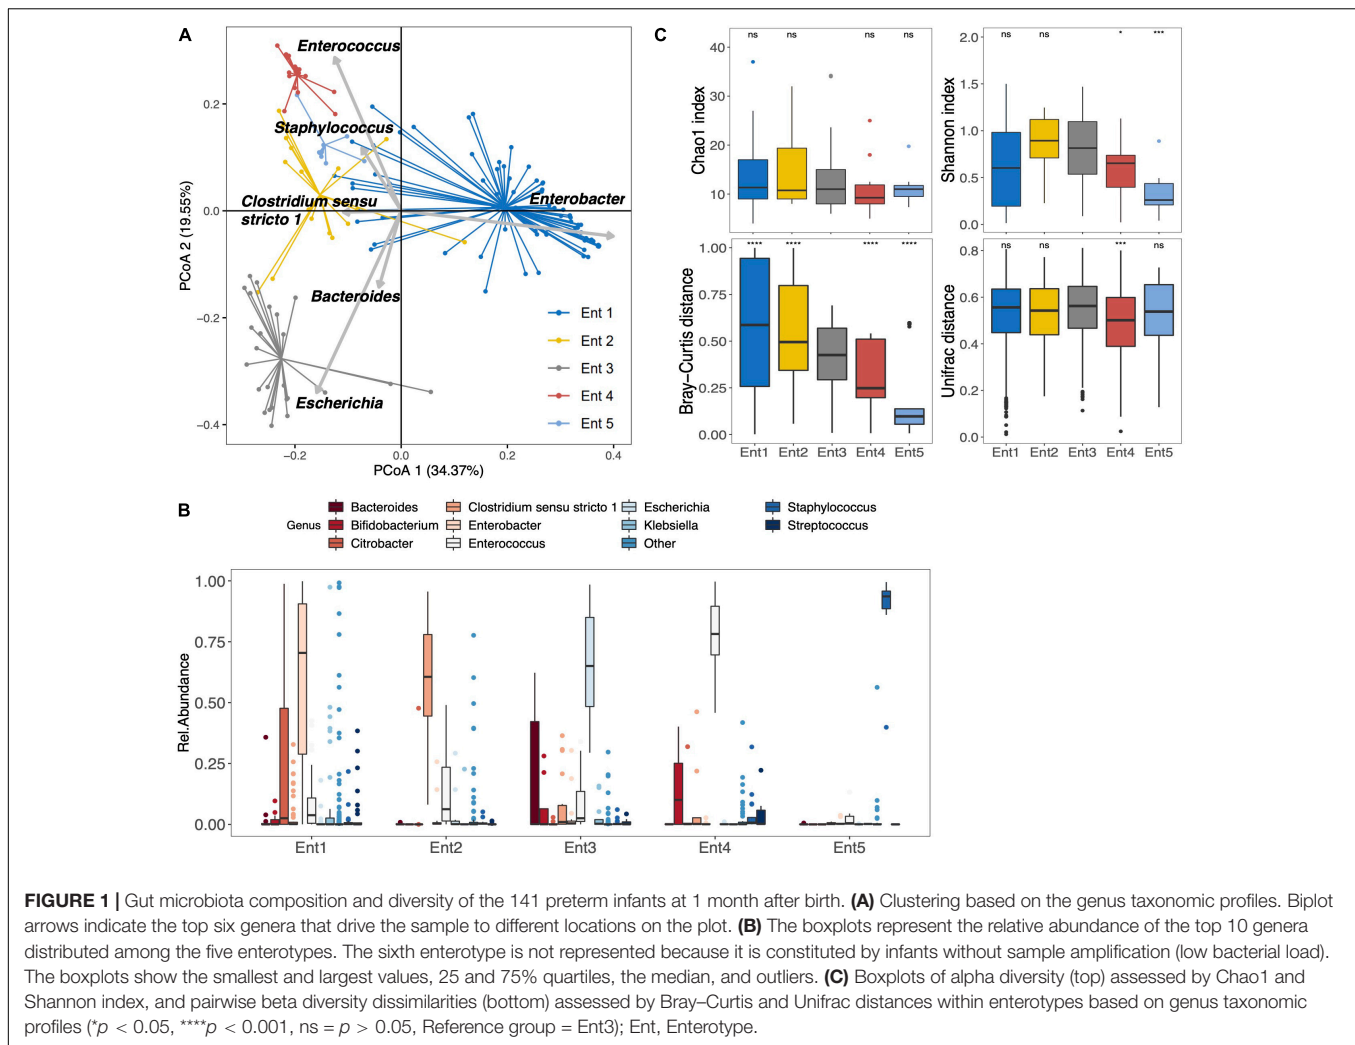 A
Enterococcus
Staphylococcus
Clostridium sensu
stricto 1
Enterobacter
Bacteroides
Escherichia
PCoA 2 (19.55%)
0.2
0.0
−0.2
−0.4
−0.2
0.0
0.2
0.4
PCoA 1 (34.37%)
Ent 1
Ent 2
Ent 3
Ent 4
Ent 5
C
Chao1 index
40
30
20
10
ns
ns
ns
ns
Shannon index
2.0
1.5
1.0
0.5
0.0
ns
ns
*
***
Bray−Curtis distance
1.00
0.75
0.50
0.25
0.00
****
****
****
****
Ent1 Ent2 Ent3 Ent4 Ent5
Unifrac distance
0.8
0.6
0.4
0.2
0.0
ns
ns
***
ns
Ent1 Ent2 Ent3 Ent4 Ent5
B
Genus
Bacteroides
Bifidobacterium
Citrobacter
Clostridium sensu stricto 1
Enterobacter
Enterococcus
Escherichia
Klebsiella
Other
Staphylococcus
Streptococcus
Rel.Abundance
1.00
0.75
0.50
0.25
0.00
Ent1 Ent2 Ent3 Ent4 Ent5
FIGURE 1 | Gut microbiota composition and diversity of the 141 preterm infants at 1 month after birth. (A) Clustering based on the genus taxonomic profiles. Biplot
arrows indicate the top six genera that drive the sample to different locations on the plot. (B) The boxplots represent the relative abundance of the top 10 genera
distributed among the five enterotypes. The sixth enterotype is not represented because it is constituted by infants without sample amplification (low bacterial load).
The boxplots show the smallest and largest values, 25 and 75% quartiles, the median, and outliers. (C) Boxplots of alpha diversity (top) assessed by Chao1 and
Shannon index, and pairwise beta diversity dissimilarities (bottom) assessed by Bray–Curtis and Unifrac distances within enterotypes based on genus taxonomic
profiles (*p < 0.05, ****p < 0.001, ns = p > 0.05, Reference group = Ent3); Ent, Enterotype.